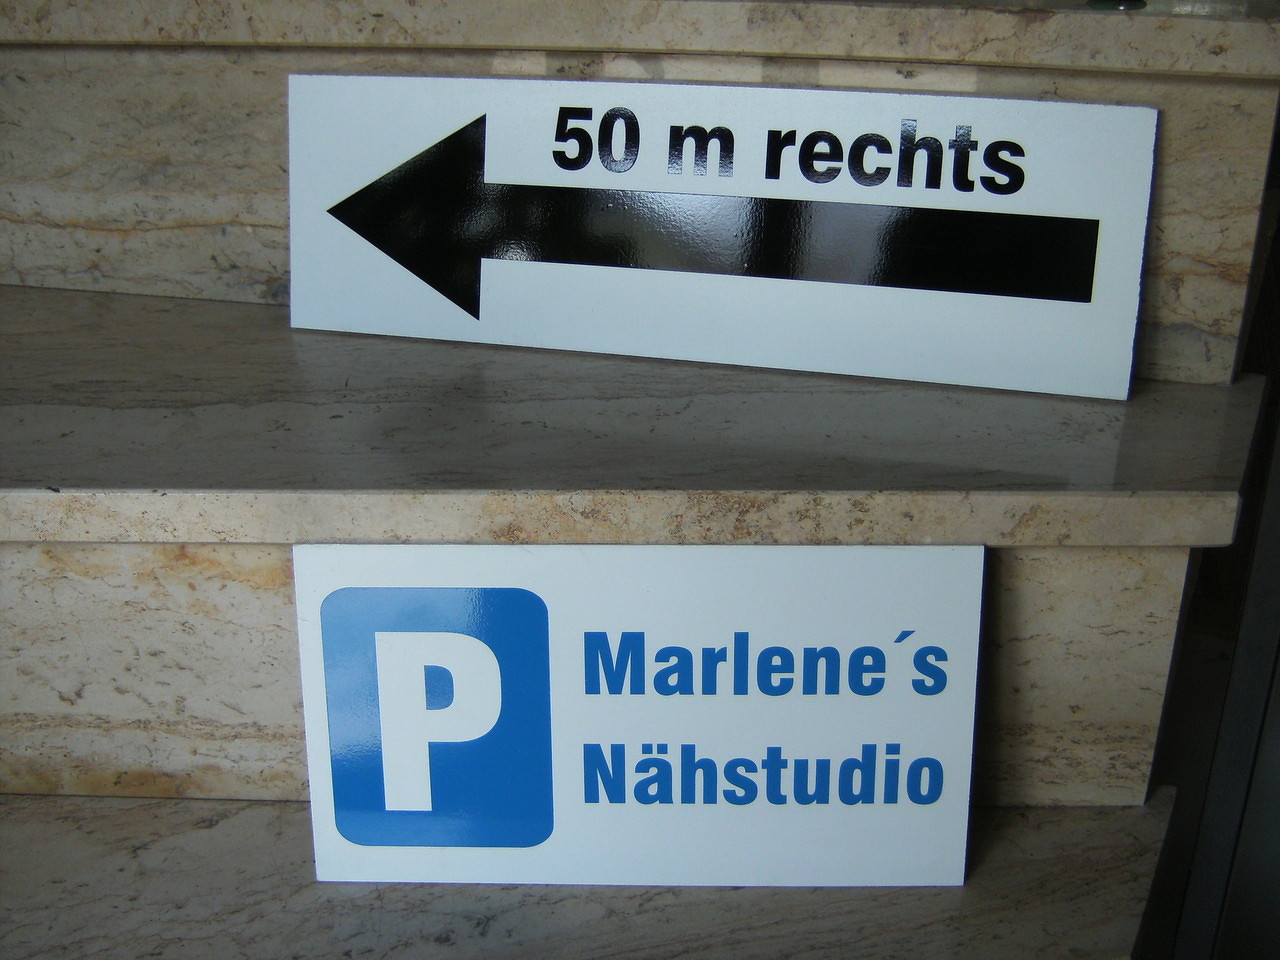 50 m rechts
P
Marlene´s
Nähstudio